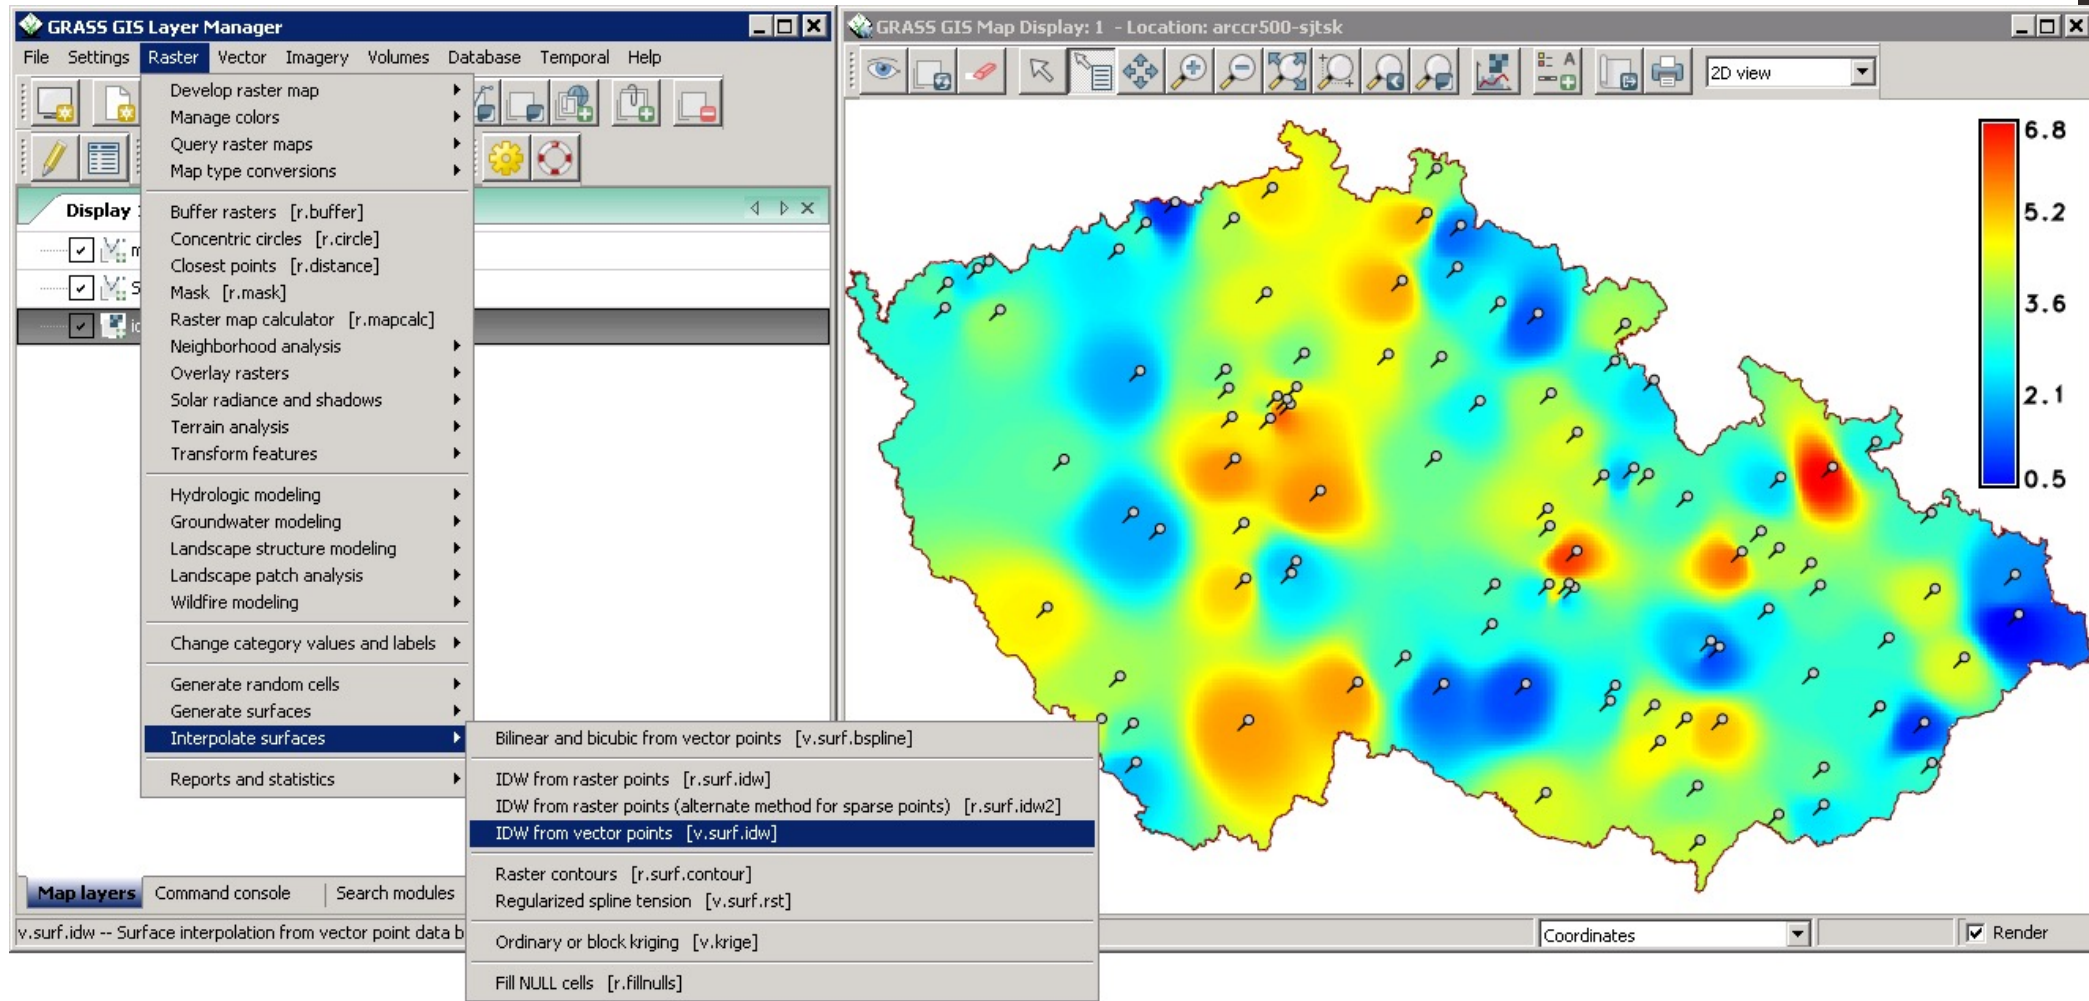 GRASS GIS Layer Manager
File Settings Raster Vector Imagery Volumes Database Temporal Help
Develop raster map
Manage colors
Query raster maps
Map type conversions
Buffer rasters [r.buffer]
Concentric circles [r.circle]
Closest points [r.distance]
Mask [r.mask]
Raster map calculator [r.mapcalc]
Neighborhood analysis
Overlay rasters
Solar radiance and shadows
Terrain analysis
Transform features
Hydrologic modeling
Groundwater modeling
Landscape structure modeling
Landscape patch analysis
Wildfire modeling
Change category values and labels
Generate random cells
Generate surfaces
Interpolate surfaces
Reports and statistics
Display
Bilinear and bicubic from vector points [v.surf.bspline]
IDW from raster points [r.surf.idw]
IDW from raster points (alternate method for sparse points) [r.surf.idw2]
IDW from vector points [v.surf.idw]
Raster contours [r.surf.contour]
Regularized spline tension [v.surf.rst]
Ordinary or block kriging [v.krige]
Fill NULL cells [r.fillnulls]
Map layers Command console Search modules
v.surf.idw -- Surface interpolation from vector point data b
GRASS GIS Map Display: 1 - Location: arccr500-sjtsk
2D view
6.8
5.2
3.6
2.1
0.5
Coordinates
Render